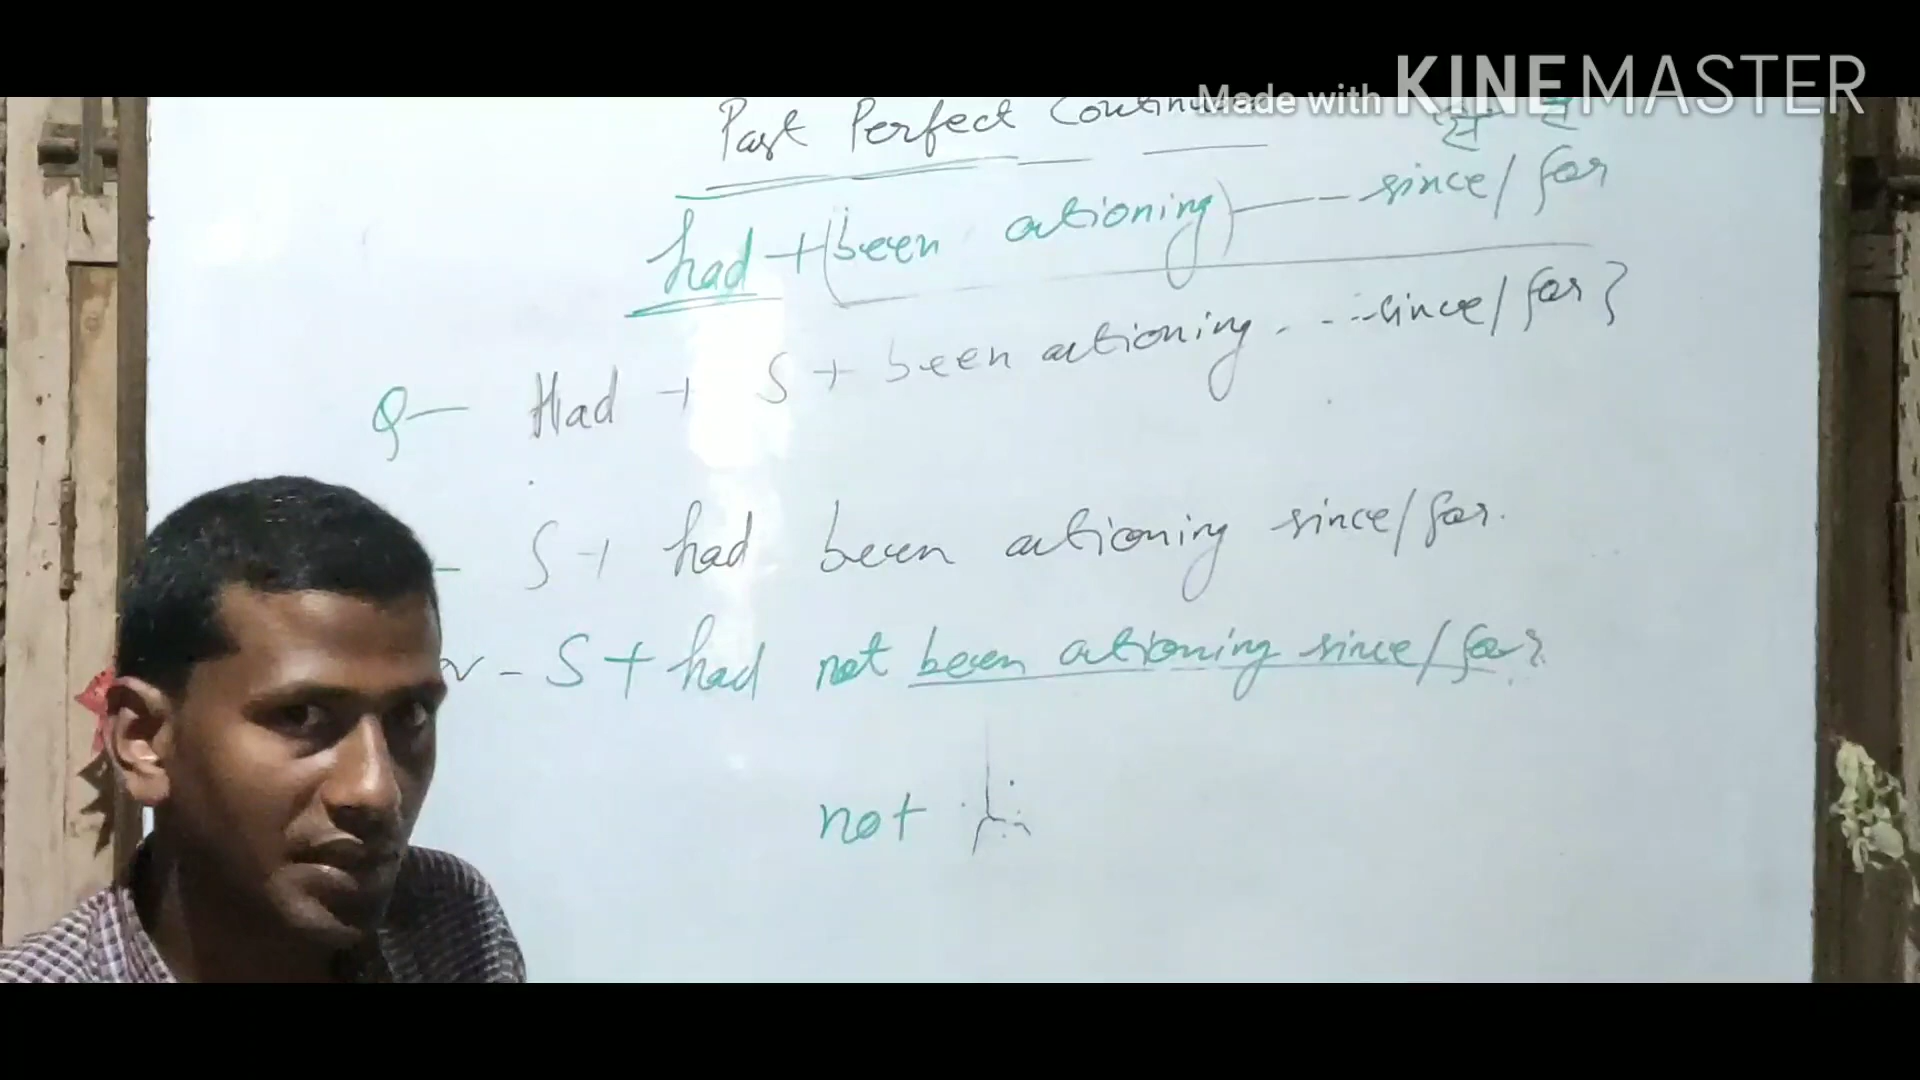 Made with KINEMASTER
Past Perfect Continuous
had + (been actioning) --- since/for
Q- Had + S + been actioning. - .. since/for ?
- S + had been actioning since/for.
- S + had not been actioning since/for.
not